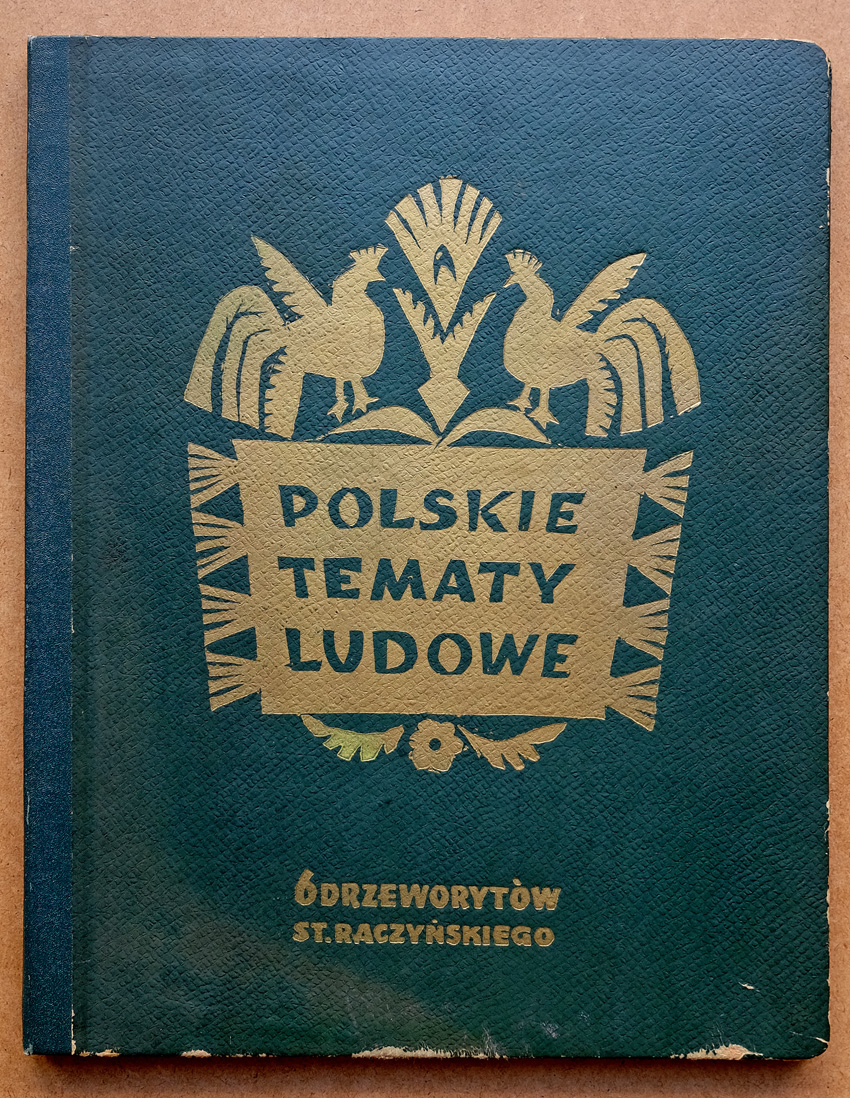 POLSKIE
TEMATY
LUDOWE
6 DRZEWORYTÒW
ST. RACZYŃSKIEGO